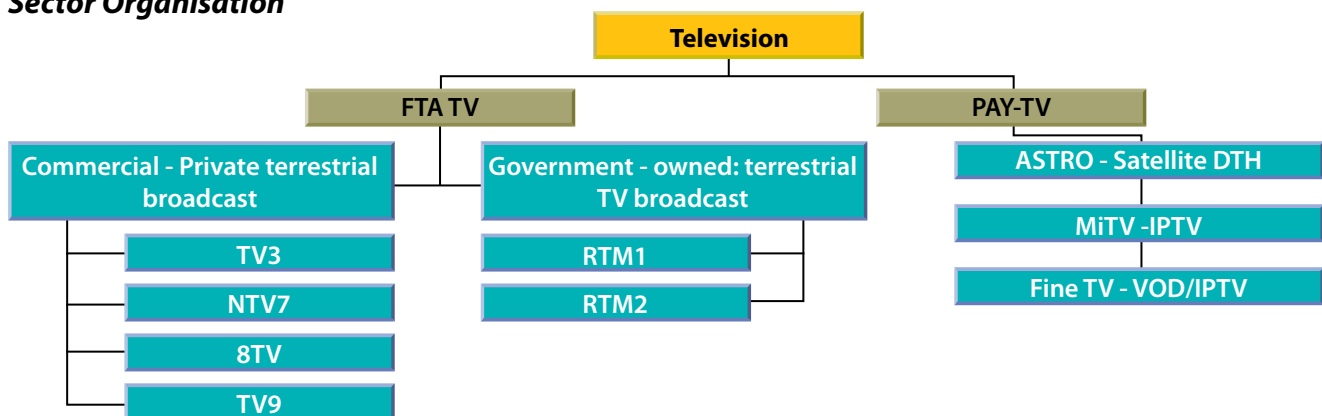 Sector Organisation
Television
FTA TV
PAY-TV
Commercial - Private terrestrial
broadcast
Government - owned: terrestrial
TV broadcast
TV3
NTV7
8TV
TV9
RTM1
RTM2
ASTRO - Satellite DTH
MiTV -IPTV
Fine TV - VOD/IPTV